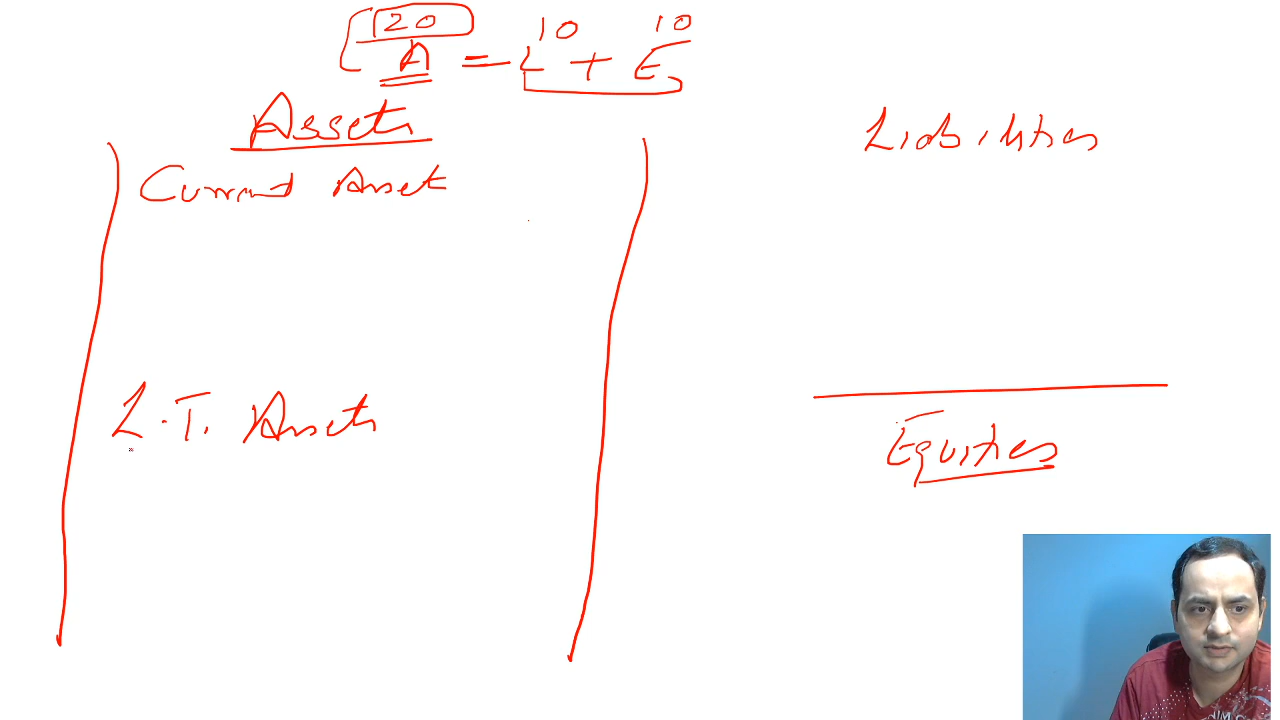 20 10 10
A = L + E
Assets
Liabilities
Current Asset
L.T. Assets
Equities